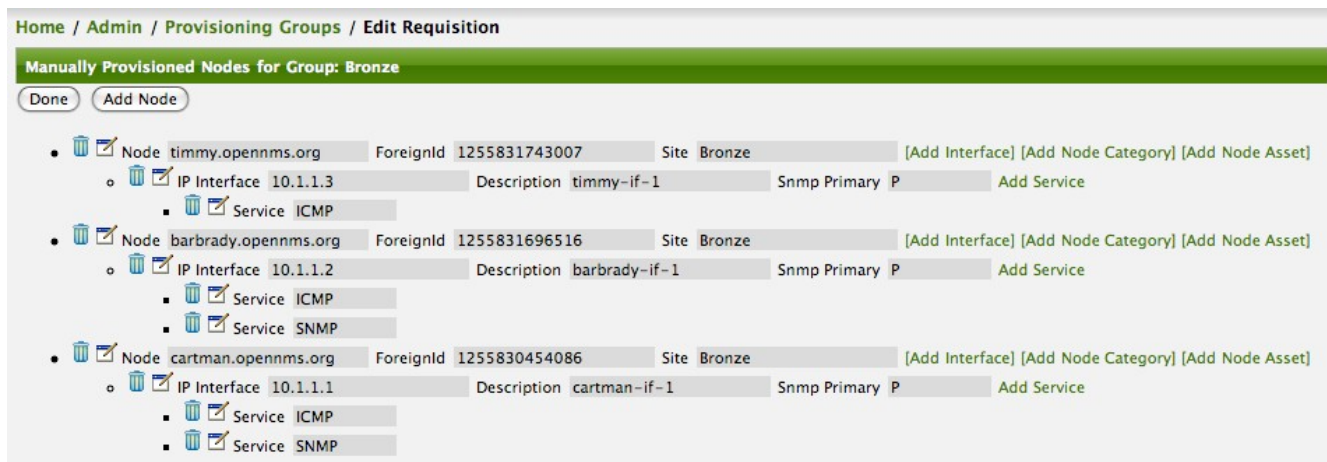 Home / Admin / Provisioning Groups / Edit Requisition
Manually Provisioned Nodes for Group: Bronze
Done Add Node
Node timmy.opennms.org ForeignId 1255831743007 Site Bronze [Add Interface] [Add Node Category] [Add Node Asset]
IP Interface 10.1.1.3 Description timmy-if-1 Snmp Primary P Add Service
Service ICMP
Node barbrady.opennms.org ForeignId 1255831696516 Site Bronze [Add Interface] [Add Node Category] [Add Node Asset]
IP Interface 10.1.1.2 Description barbrady-if-1 Snmp Primary P Add Service
Service ICMP
Service SNMP
Node cartman.opennms.org ForeignId 1255830454086 Site Bronze [Add Interface] [Add Node Category] [Add Node Asset]
IP Interface 10.1.1.1 Description cartman-if-1 Snmp Primary P Add Service
Service ICMP
Service SNMP